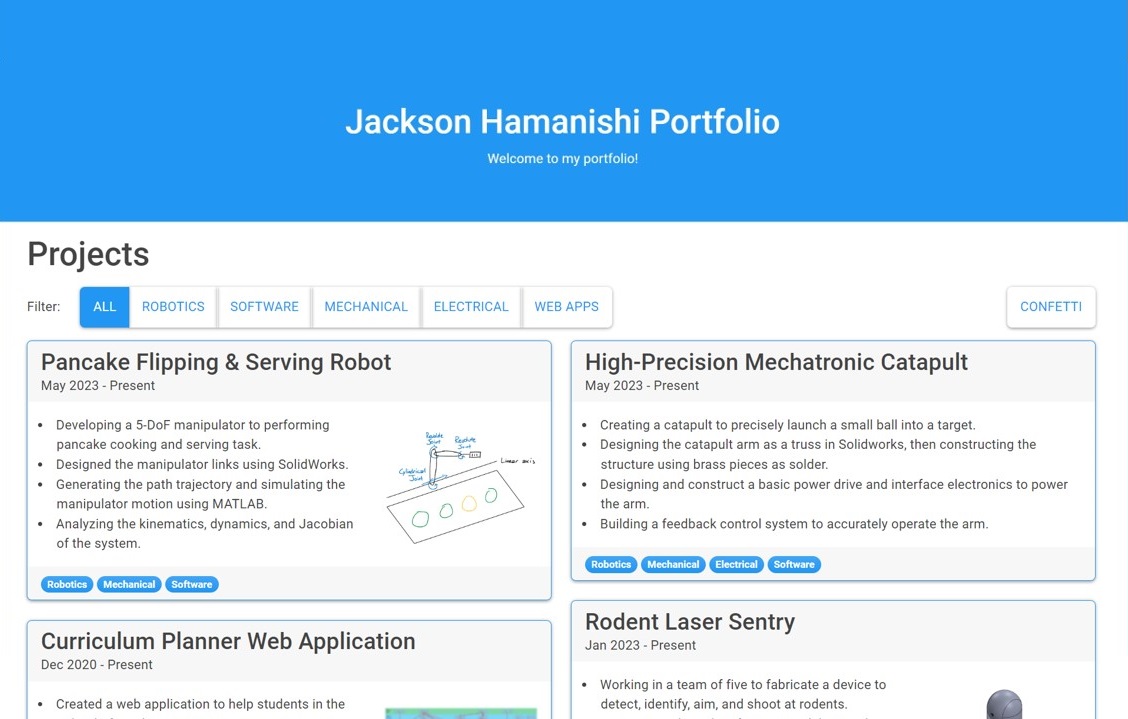 Jackson Hamanishi Portfolio
Welcome to my portfolio!
Projects
Filter:
ALL
ROBOTICS
SOFTWARE
MECHANICAL
ELECTRICAL
WEB APPS
CONFETTI
Pancake Flipping & Serving Robot
May 2023 - Present
Developing a 5-DoF manipulator to performing
pancake cooking and serving task.
Designed the manipulator links using SolidWorks.
Generating the path trajectory and simulating the
manipulator motion using MATLAB.
Analyzing the kinematics, dynamics, and Jacobian
of the system.
Revolute
Joint
Revolute
Joint
Cylindrical
Joint
Linear axis
Robotics
Mechanical
Software
High-Precision Mechatronic Catapult
May 2023 - Present
Creating a catapult to precisely launch a small ball into a target.
Designing the catapult arm as a truss in Solidworks, then constructing the
structure using brass pieces as solder.
Designing and construct a basic power drive and interface electronics to power
the arm.
Building a feedback control system to accurately operate the arm.
Robotics
Mechanical
Electrical
Software
Curriculum Planner Web Application
Dec 2020 - Present
Created a web application to help students in the
Rodent Laser Sentry
Jan 2023 - Present
Working in a team of five to fabricate a device to
detect, identify, aim, and shoot at rodents.